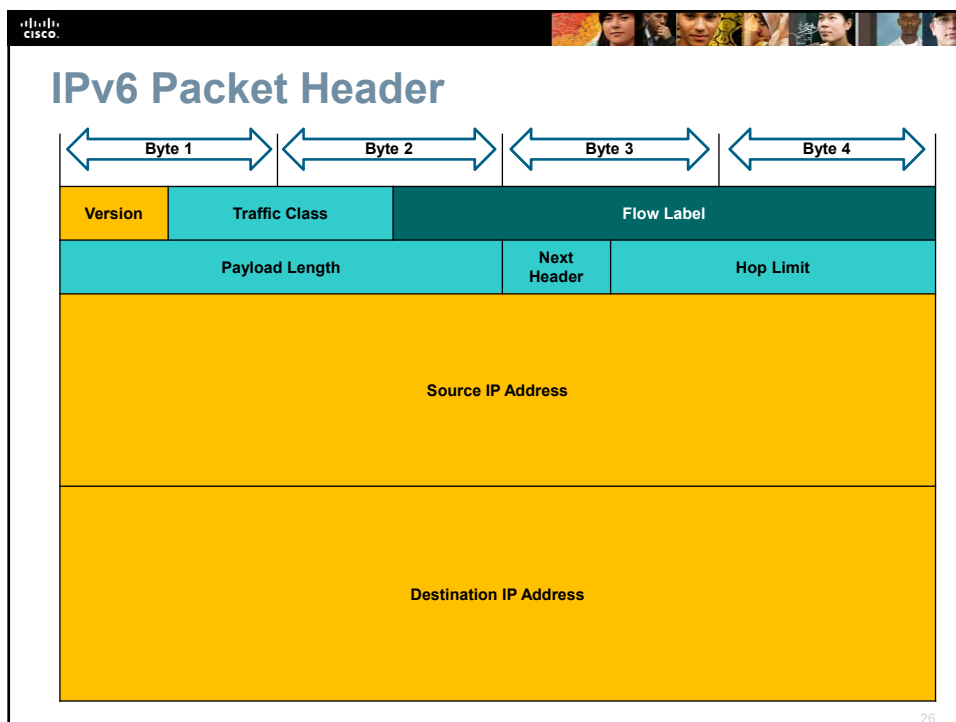 CISCO.
IPv6 Packet Header
Byte 1 Byte 2 Byte 3 Byte 4
Version Traffic Class Flow Label
Payload Length Next Header Hop Limit
Source IP Address
Destination IP Address
26